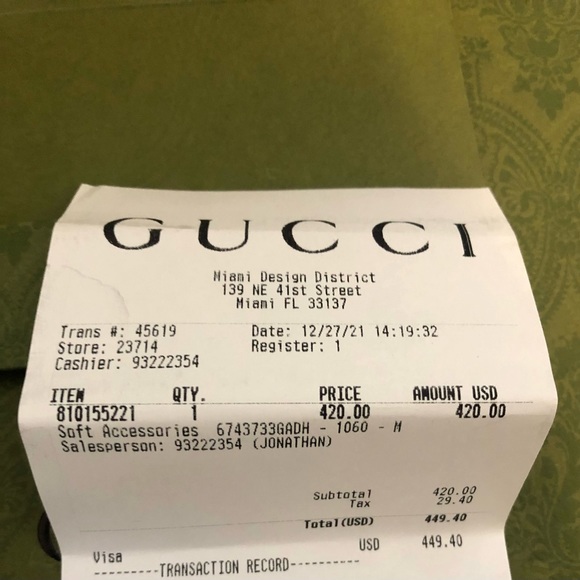 GUCCI
Miami Design District
139 NE 41st Street
Miami FL 33137
Trans #: 45619 Date: 12/27/21 14:19:32
Store: 23714 Register: 1
Cashier: 93222354
ITEM QTY. PRICE AMOUNT USD
810155221 1 420.00 420.00
Soft Accessories 6743733GADH - 1060 - M
Salesperson: 93222354 (JONATHAN)
Subtotal 420.00
Tax 29.40
Total(USD) 449.40
Visa USD 449.40
---------TRANSACTION RECORD----------